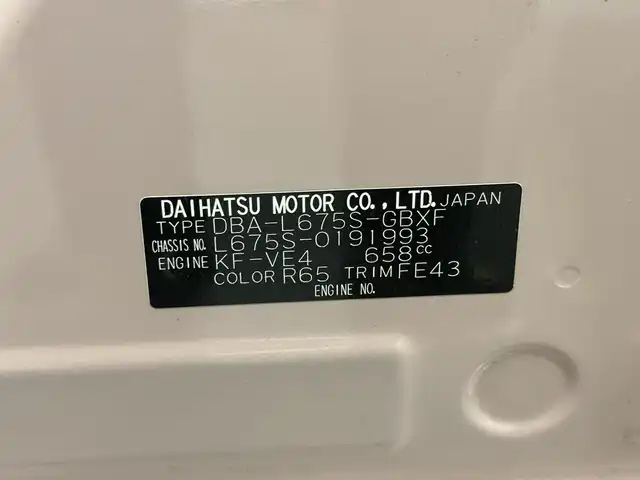 DAIHATSU MOTOR CO.,LTD. JAPAN
TYPE DBA-L675S-GBXF
CHASSIS NO. L675S-0191993
ENGINE KF-VE4 658cc
COLOR R65 TRIM FE43
ENGINE NO.